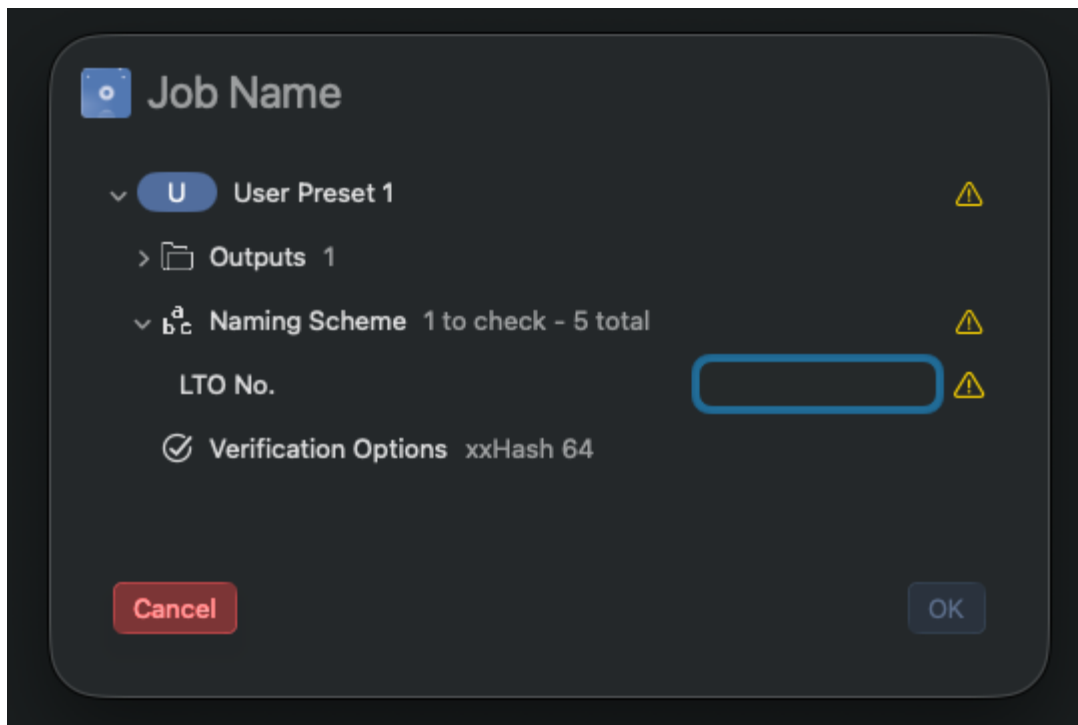 Job Name
U User Preset 1
Outputs 1
abc Naming Scheme 1 to check - 5 total
LTO No.
Verification Options xxHash 64
Cancel OK